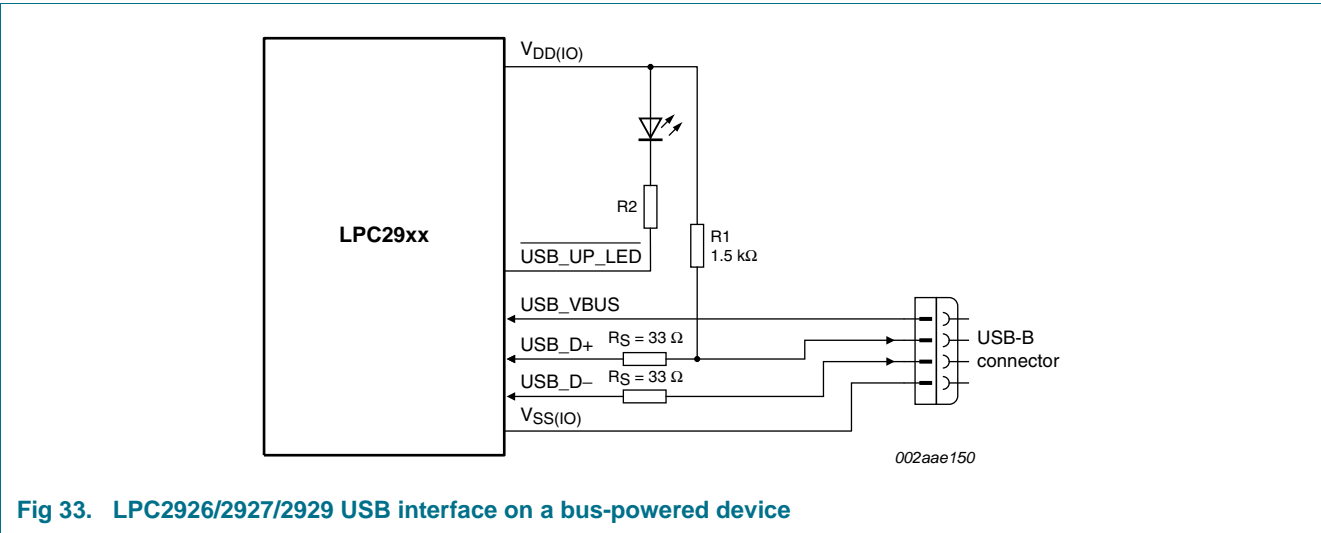 VDD(IO)
R2
LPC29xx
R1
1.5 kΩ
USB_UP_LED
USB_VBUS
USB_D+
RS = 33 Ω
USB-B
connector
USB_D−
RS = 33 Ω
VSS(IO)
002aae150
Fig 33. LPC2926/2927/2929 USB interface on a bus-powered device